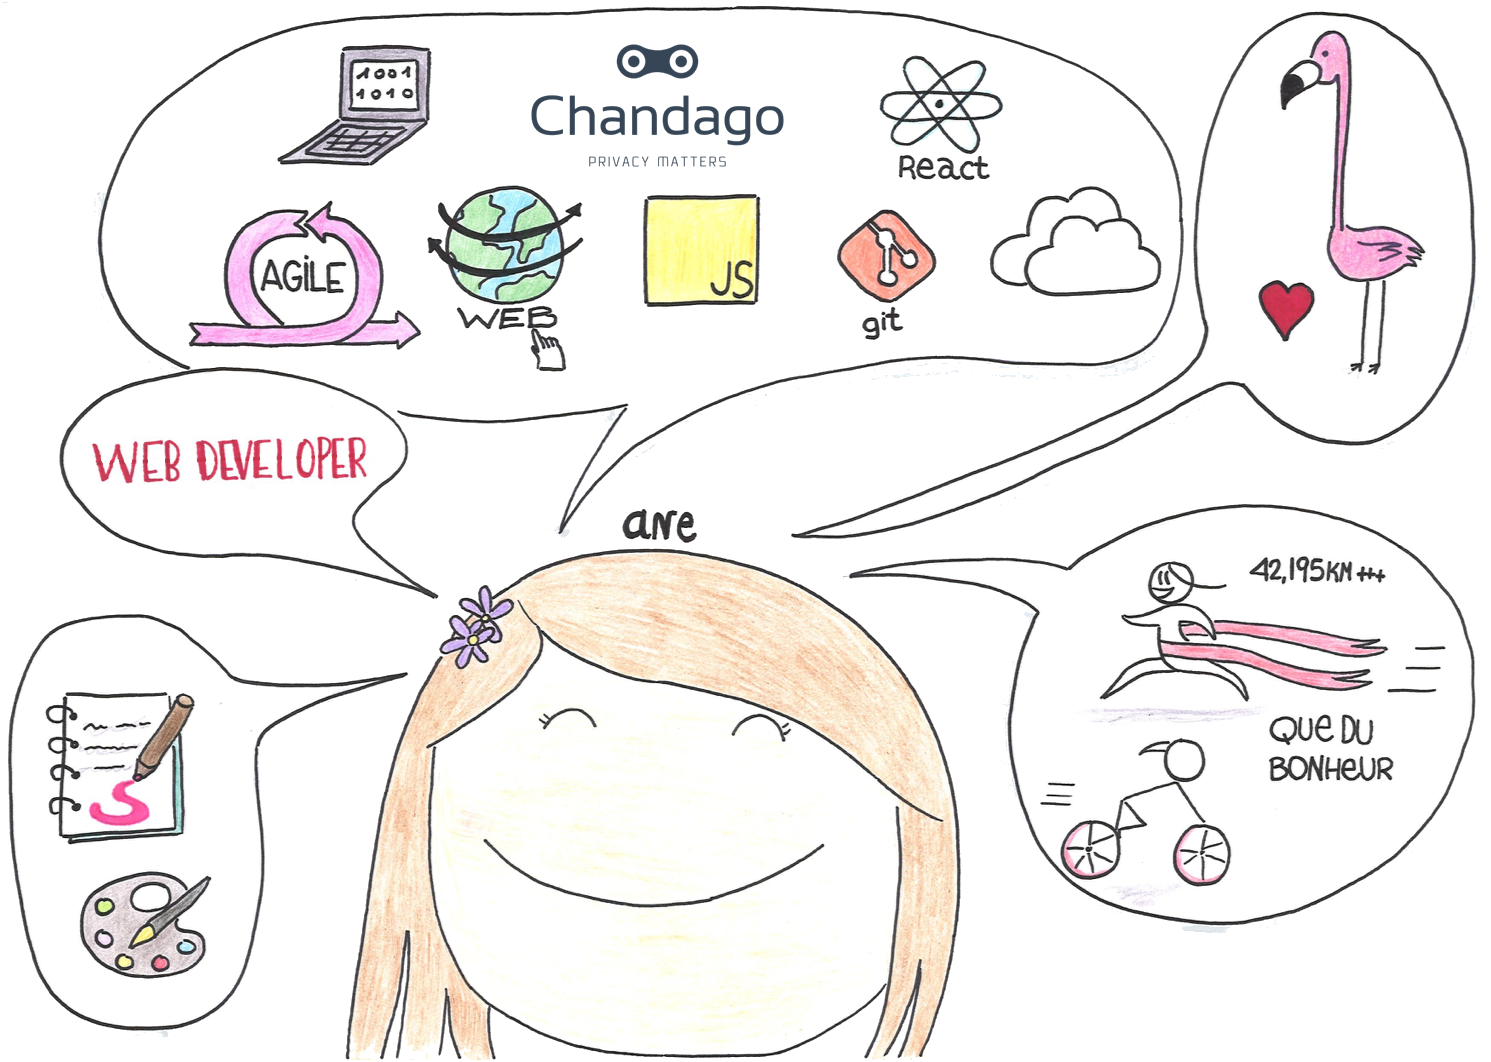 1001
1010
Chandago
PRIVACY MATTERS
React
AGiLE
WEB
JS
git
WEB DEVELOPER
ane
42,195KM +++
QUE DU
BONHEUR
S